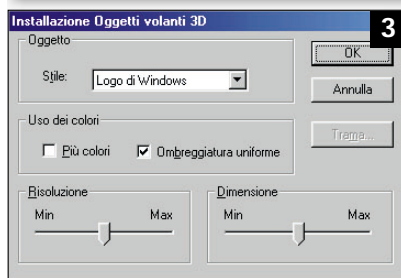 Installazione Oggetti volanti 3D
3
Oggetto
Stile: Logo di Windows
OK
Annulla
Trama...
Uso dei colori
Più colori Ombreggiatura uniforme
Risoluzione
Min Max
Dimensione
Min Max